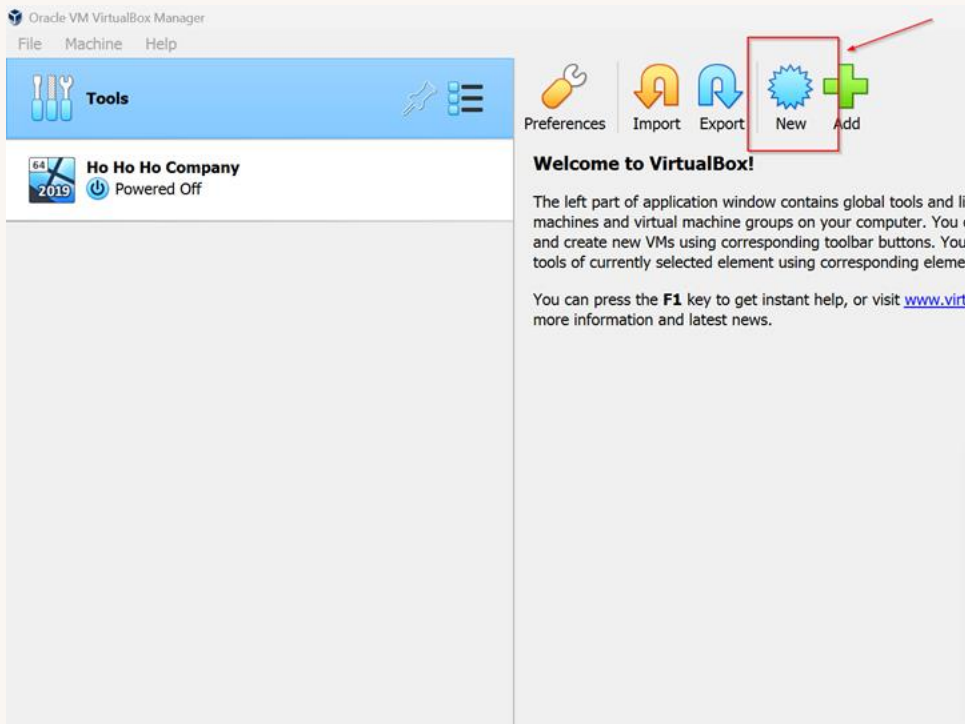 Oracle VM VirtualBox Manager
File Machine Help
Tools
Preferences Import Export New Add
64
2019
Ho Ho Ho Company
Powered Off
Welcome to VirtualBox!
The left part of application window contains global tools and li
machines and virtual machine groups on your computer. You
and create new VMs using corresponding toolbar buttons. You
tools of currently selected element using corresponding eleme
You can press the F1 key to get instant help, or visit www.virt
more information and latest news.